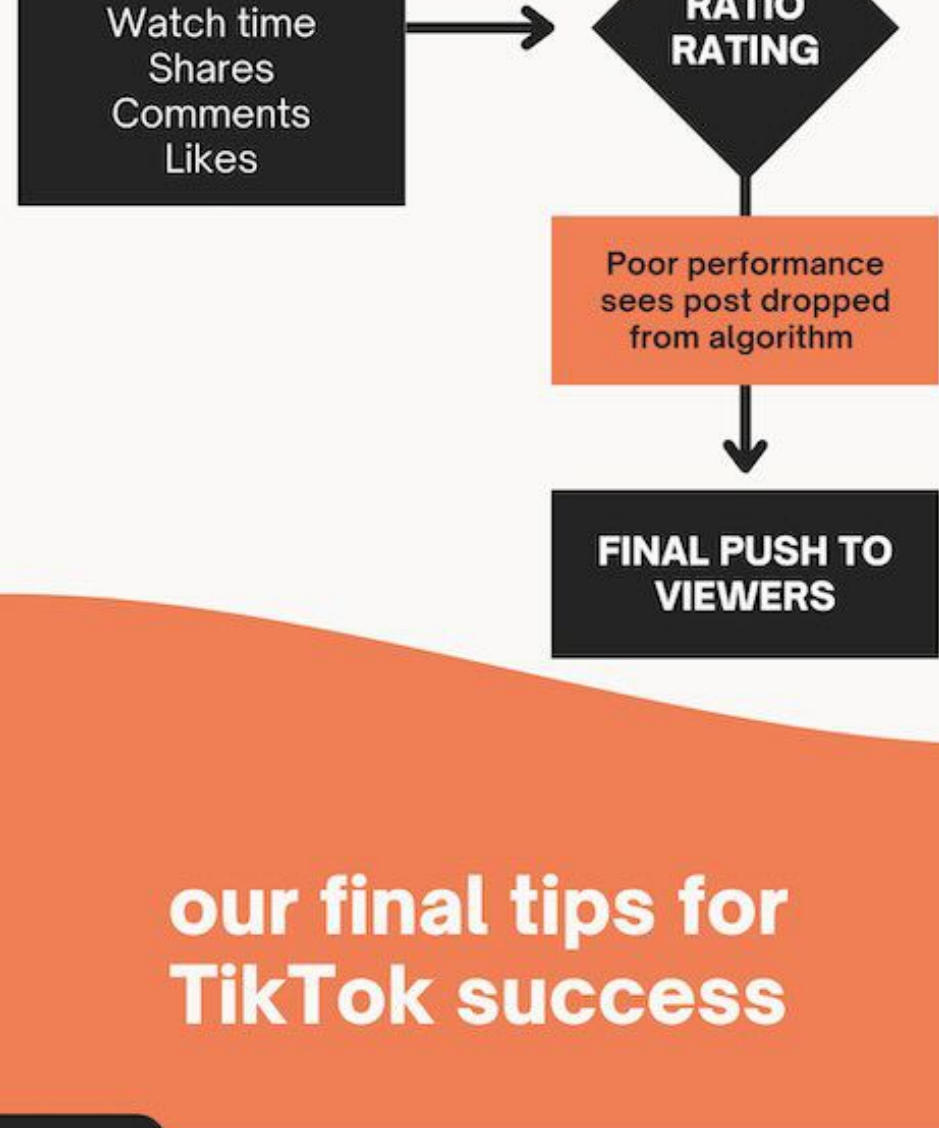 Watch time
Shares
Comments
Likes
RATIO
RATING
Poor performance
sees post dropped
from algorithm
FINAL PUSH TO
VIEWERS
our final tips for
TikTok success